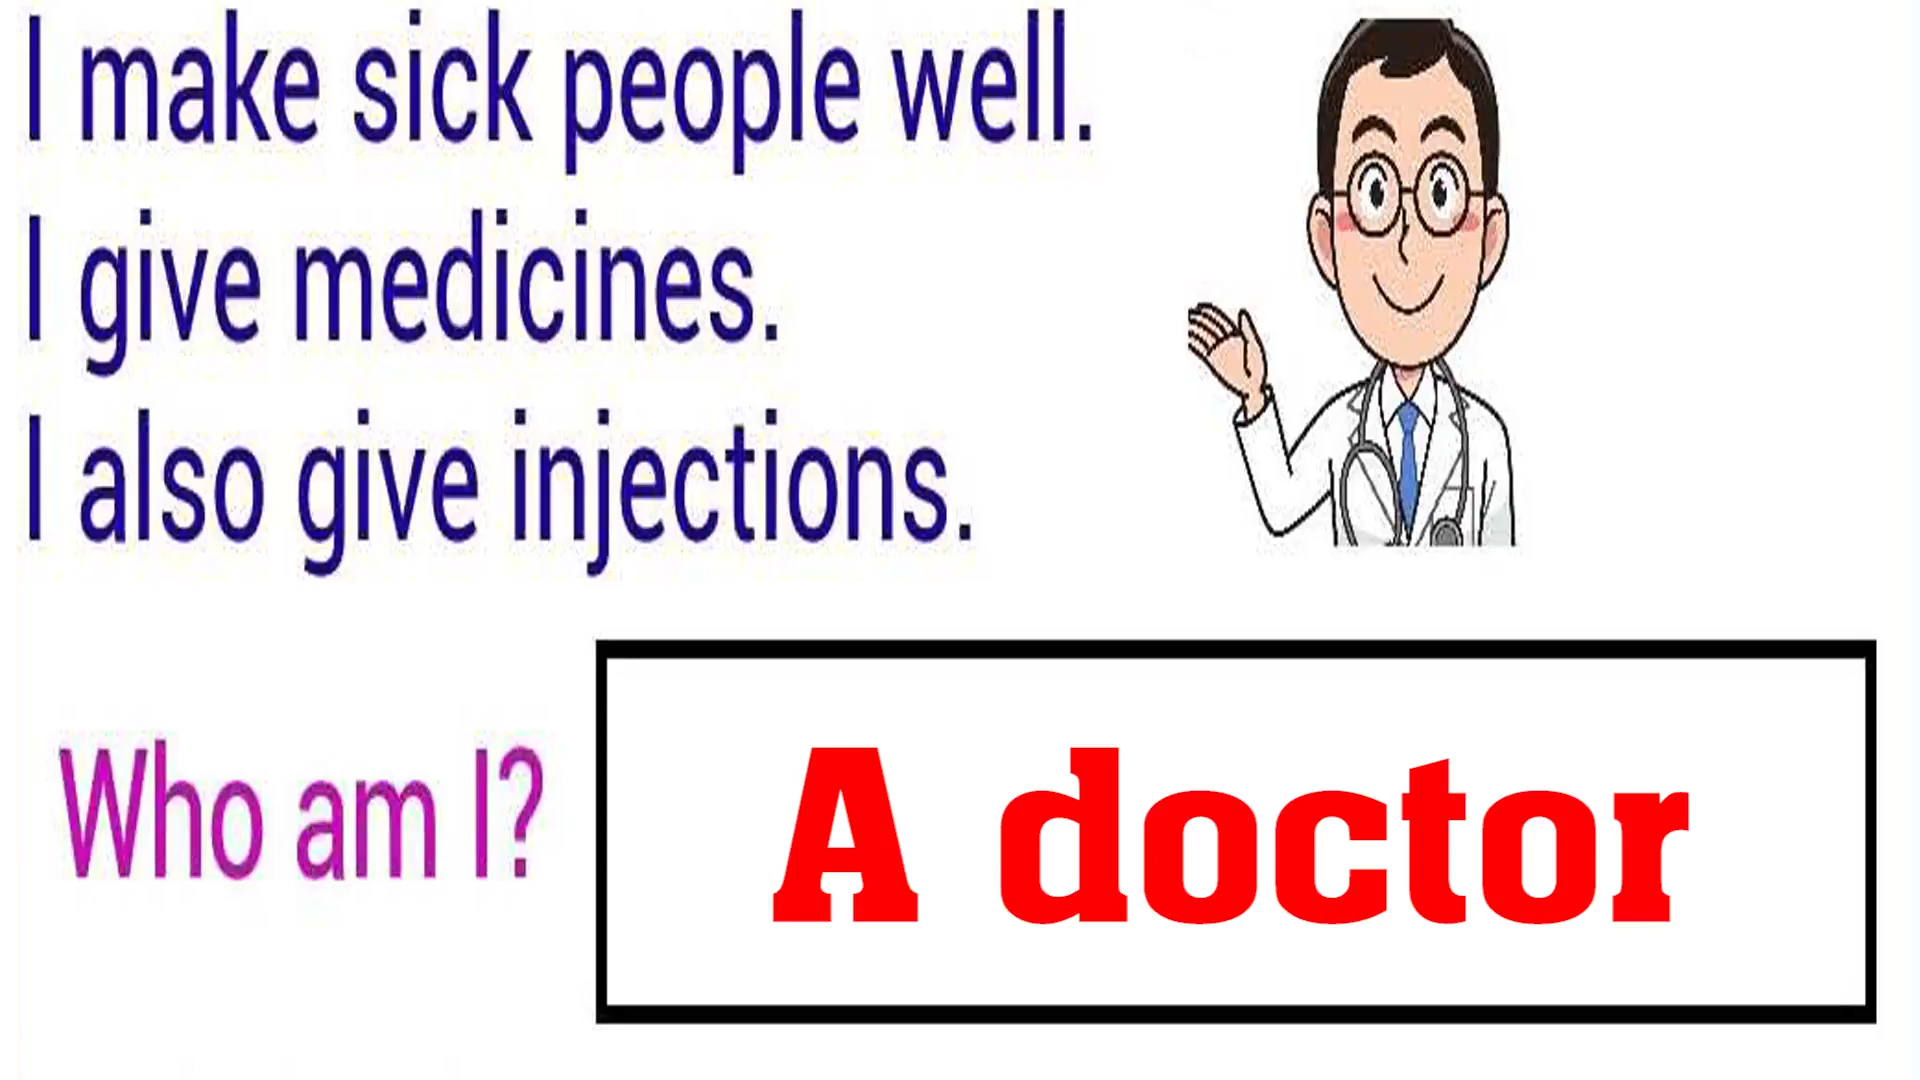 I make sick people well.
I give medicines.
I also give injections.
Who am I?
A doctor